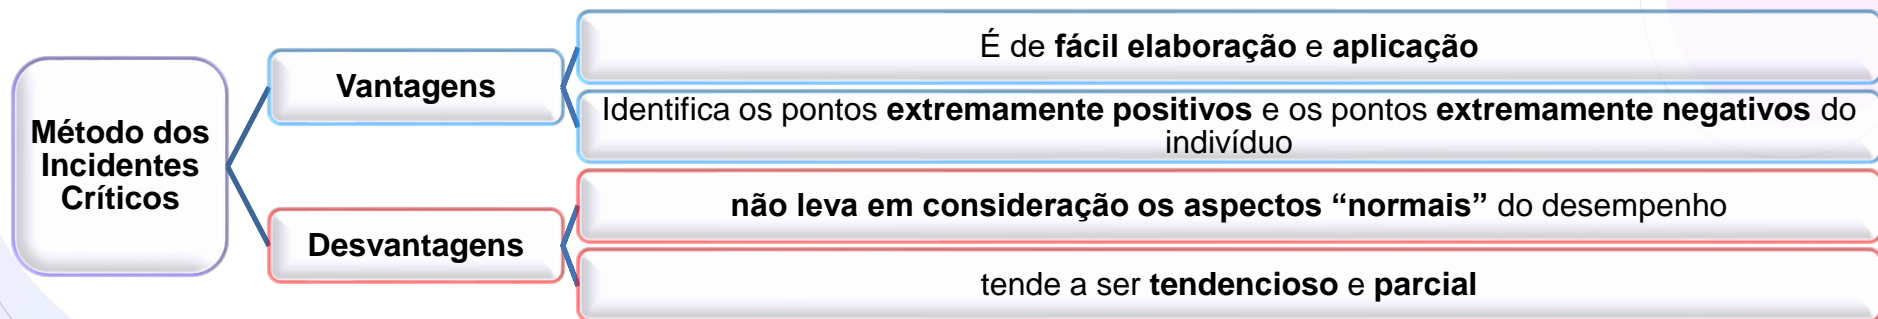 Método dos
Incidentes
Críticos
Vantagens
É de fácil elaboração e aplicação
Identifica os pontos extremamente positivos e os pontos extremamente negativos do
indivíduo
Desvantagens
não leva em consideração os aspectos “normais” do desempenho
tende a ser tendencioso e parcial